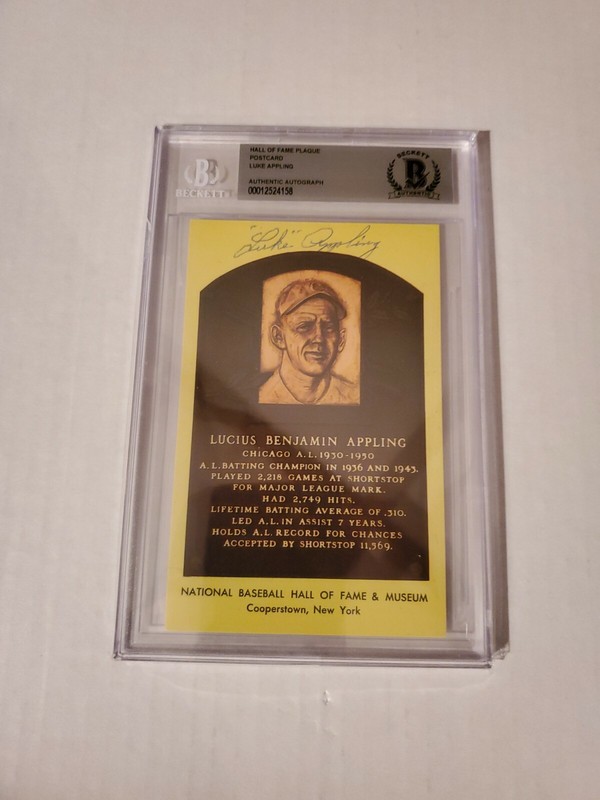 HALL OF FAME PLAQUE
POSTCARD
LUKE APPLING
AUTHENTIC AUTOGRAPH
00012524158
BECKETT
BECKETT
AUTHENTIC
"Luke" Appling
LUCIUS BENJAMIN APPLING
CHICAGO A.L. 1930-1950
A.L. BATTING CHAMPION IN 1936 AND 1943.
PLAYED 2,218 GAMES AT SHORTSTOP
FOR MAJOR LEAGUE MARK.
HAD 2,749 HITS.
LIFETIME BATTING AVERAGE OF .310.
LED A.L. IN ASSIST 7 YEARS.
HOLDS A.L. RECORD FOR CHANCES
ACCEPTED BY SHORTSTOP 11,569.
NATIONAL BASEBALL HALL OF FAME & MUSEUM
Cooperstown, New York